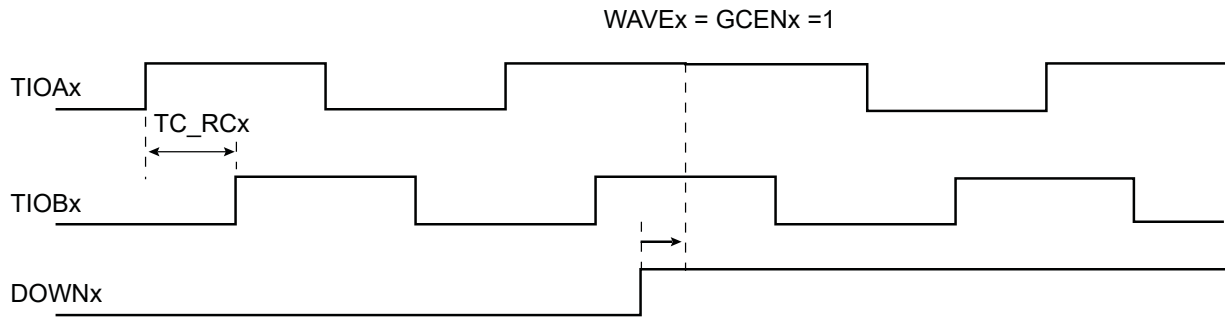 WAVEx = GCENx =1
TIOAx
TC_RCx
TIOBx
DOWNx